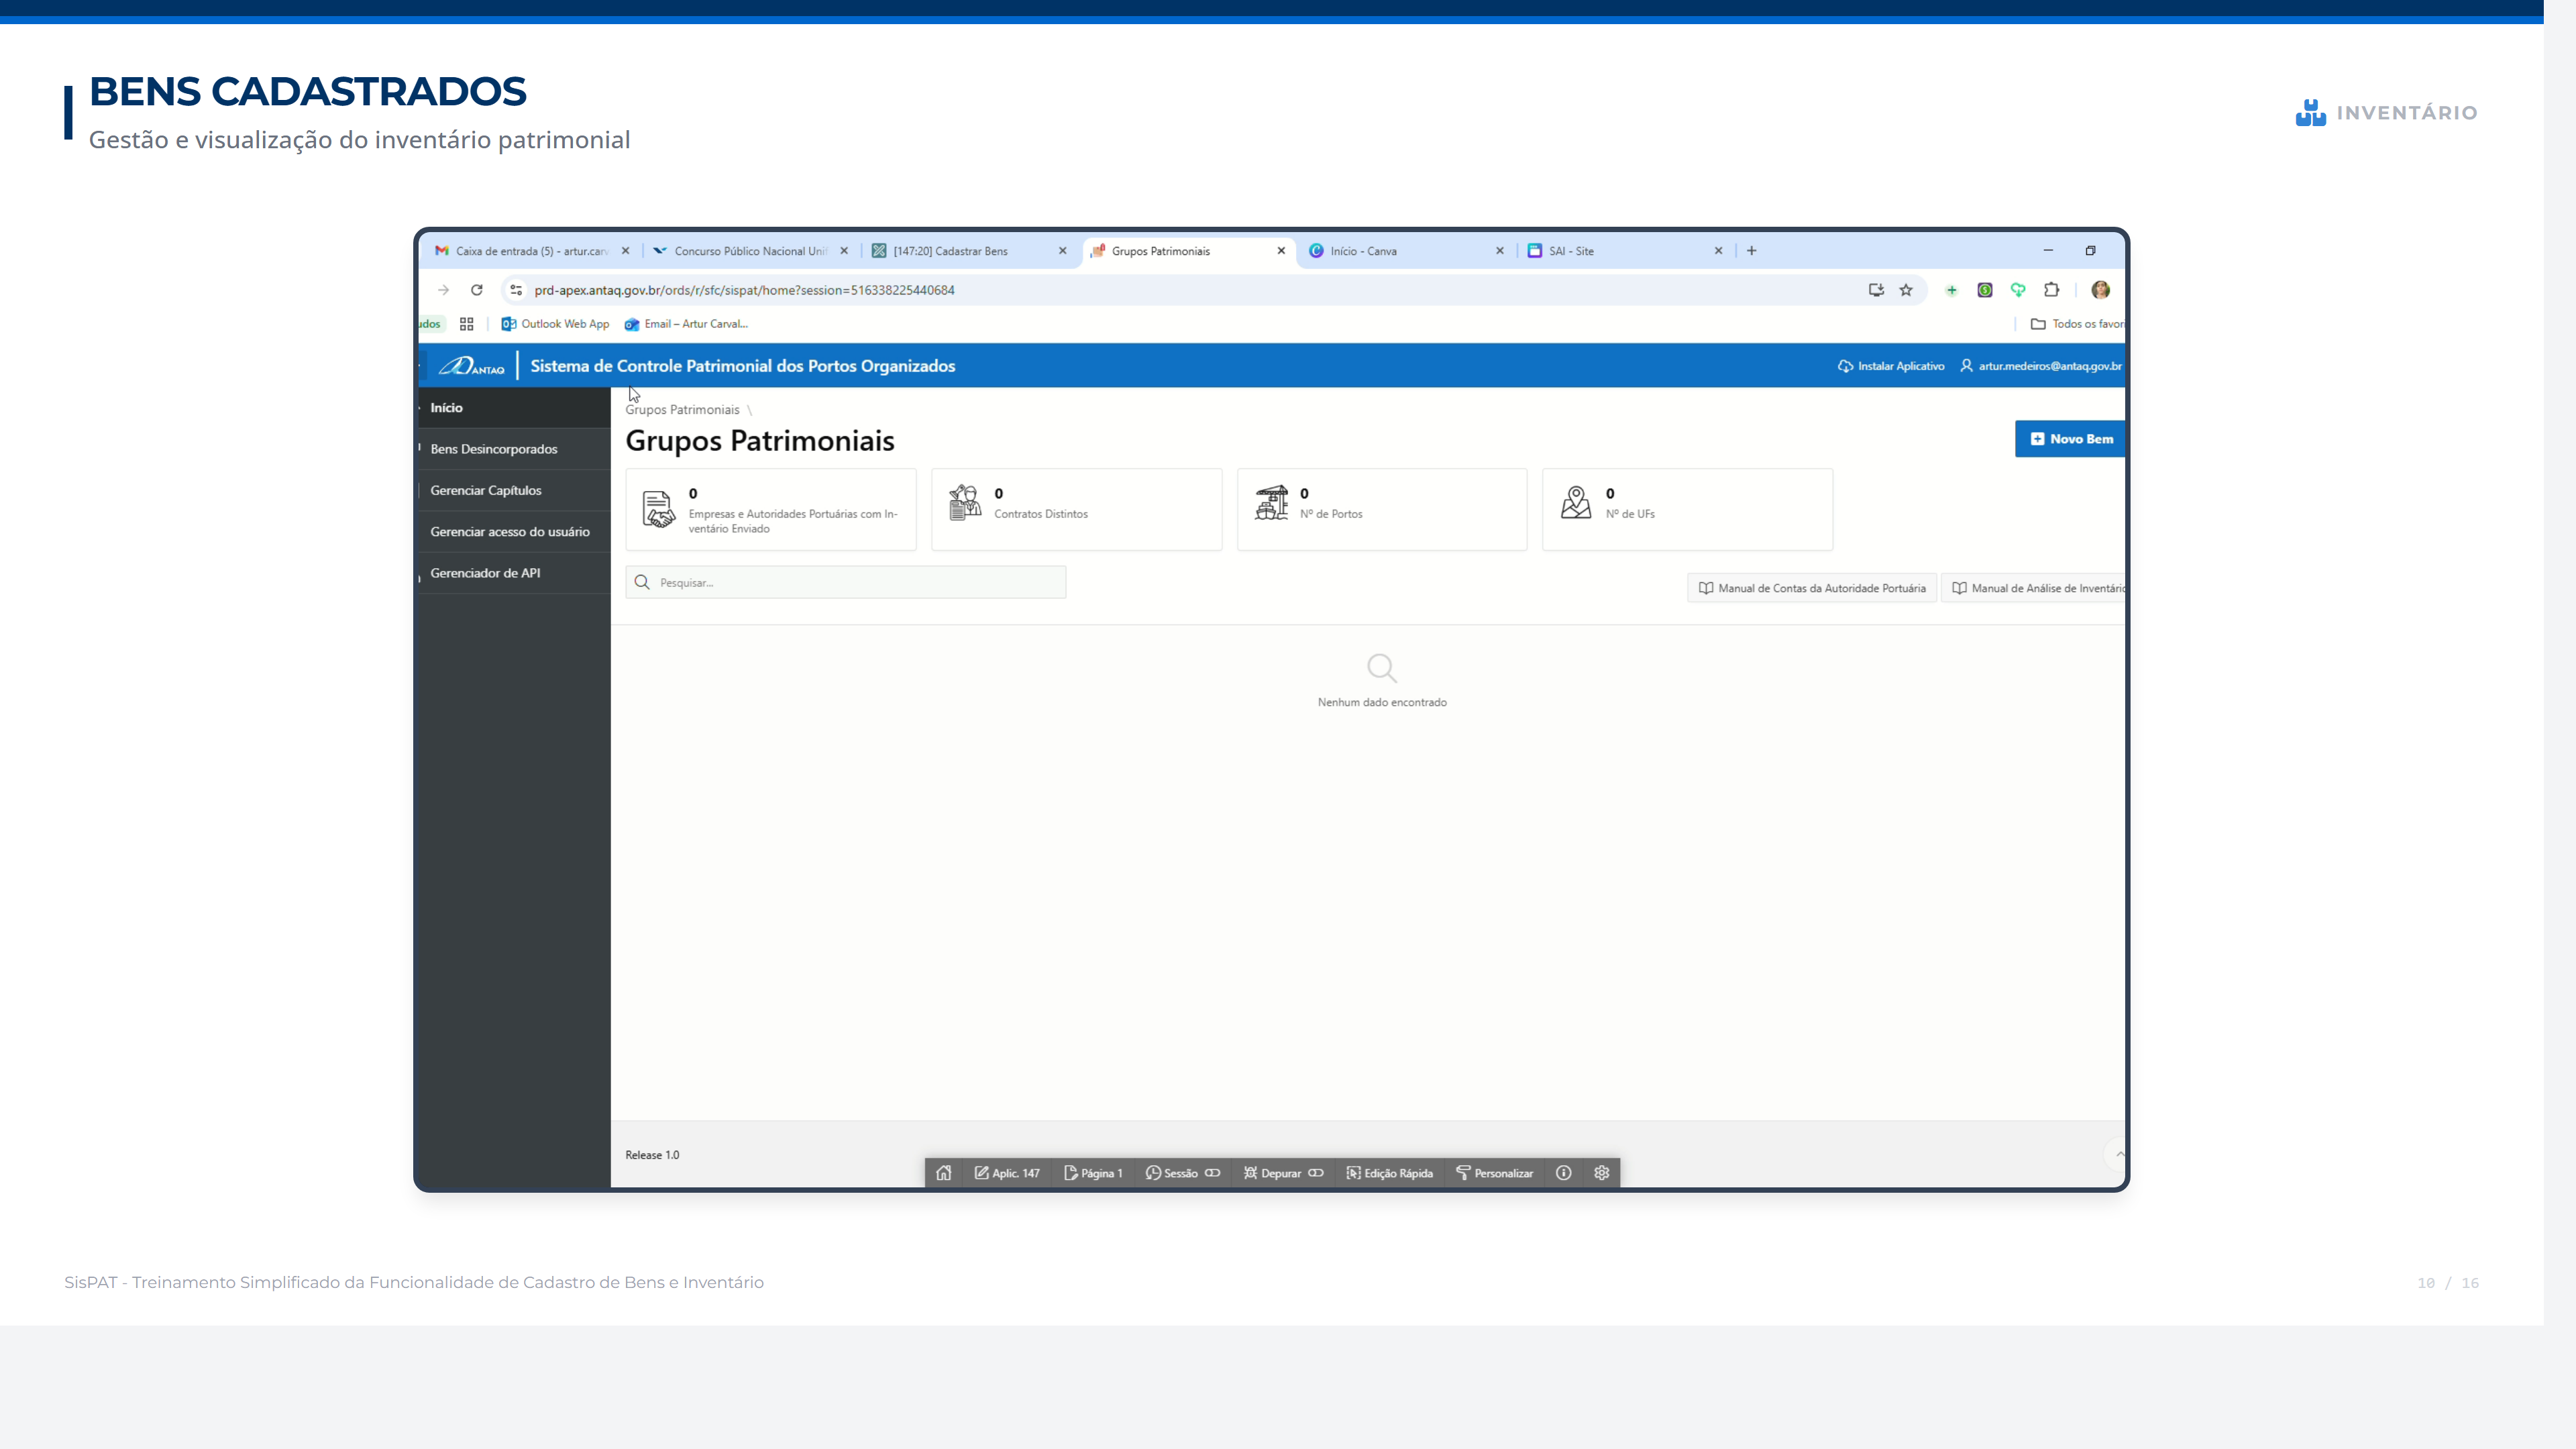 BENS CADASTRADOS
Gestão e visualização do inventário patrimonial
INVENTÁRIO
Caixa de entrada (5) - artur.carv
Concurso Público Nacional Unif
[147:20] Cadastrar Bens
Grupos Patrimoniais
Início - Canva
SAI - Site
prd-apex.antaq.gov.br/ords/r/sfc/sispat/home?session=516338225440684
udos
Outlook Web App
Email – Artur Carval...
Todos os favori
ANTAQ
Sistema de Controle Patrimonial dos Portos Organizados
Instalar Aplicativo
artur.medeiros@antaq.gov.br
Início
Bens Desincorporados
Gerenciar Capítulos
Gerenciar acesso do usuário
Gerenciador de API
Grupos Patrimoniais \
Grupos Patrimoniais
Novo Bem
0
Empresas e Autoridades Portuárias com In-
ventário Enviado
0
Contratos Distintos
0
Nº de Portos
0
Nº de UFs
Pesquisar...
Manual de Contas da Autoridade Portuária
Manual de Análise de Inventário
Nenhum dado encontrado
Release 1.0
Aplic. 147
Página 1
Sessão
Depurar
Edição Rápida
Personalizar
SisPAT - Treinamento Simplificado da Funcionalidade de Cadastro de Bens e Inventário
10 / 16